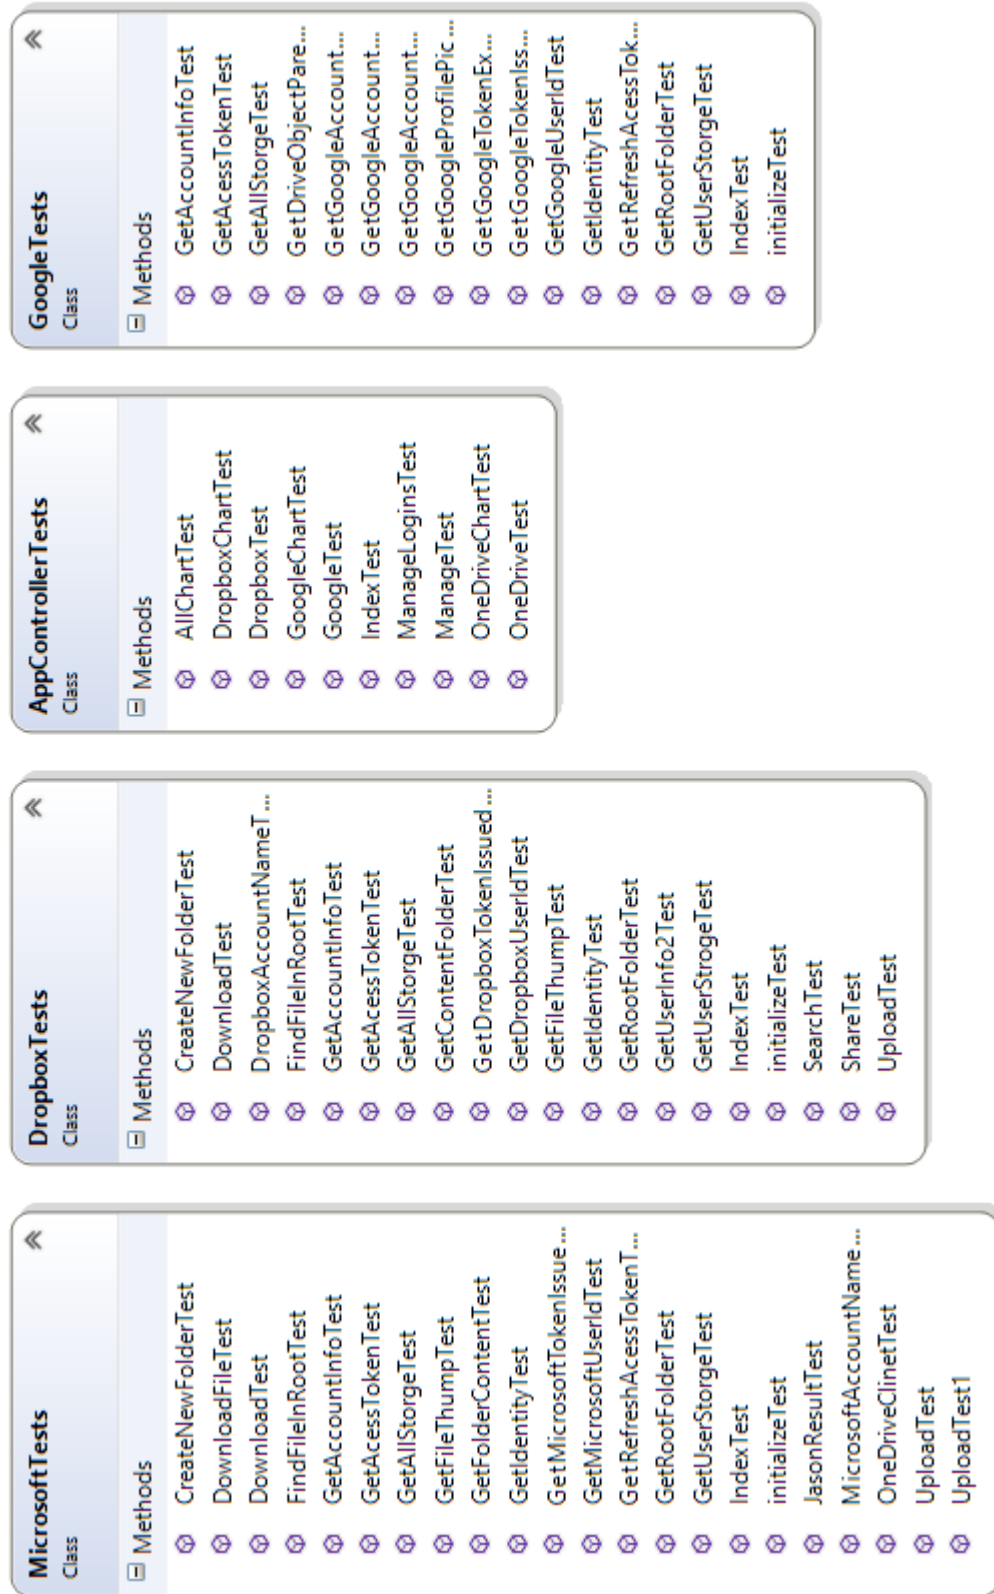 MicrosoftTests
Class
Methods
CreateNewFolderTest
DownloadFileTest
DownloadTest
FindFileInRootTest
GetAccountInfoTest
GetAcessTokenTest
GetAllStorgeTest
GetFileThumpTest
GetFolderContentTest
GetIdentityTest
GetMicrosoftTokenIssue...
GetMicrosoftUserIdTest
GetRefreshAcessTokenT...
GetRootFolderTest
GetUserStorgeTest
IndexTest
initializeTest
JasonResultTest
MicrosoftAccountName...
OneDriveClinetTest
UploadTest
UploadTest1
DropboxTests
Class
Methods
CreateNewFolderTest
DownloadTest
DropboxAccountNameT...
FindFileInRootTest
GetAccountInfoTest
GetAcessTokenTest
GetAllStorgeTest
GetContentFolderTest
GetDropboxTokenIssued...
GetDropboxUserIdTest
GetFileThumpTest
GetIdentityTest
GetRootFolderTest
GetUserInfo2Test
GetUserStrogeTest
IndexTest
initializeTest
SearchTest
ShareTest
UploadTest
AppControllerTests
Class
Methods
AllChartTest
DropboxChartTest
DropboxTest
GoogleChartTest
GoogleTest
IndexTest
ManageLoginsTest
ManageTest
OneDriveChartTest
OneDriveTest
GoogleTests
Class
Methods
GetAccountInfoTest
GetAcessTokenTest
GetAllStorgeTest
GetDriveObjectPare...
GetGoogleAccount...
GetGoogleAccount...
GetGoogleAccount...
GetGoogleProfilePic...
GetGoogleTokenEx...
GetGoogleTokenIss...
GetGoogleUserIdTest
GetIdentityTest
GetRefreshAcessTok...
GetRootFolderTest
GetUserStorgeTest
IndexTest
initializeTest